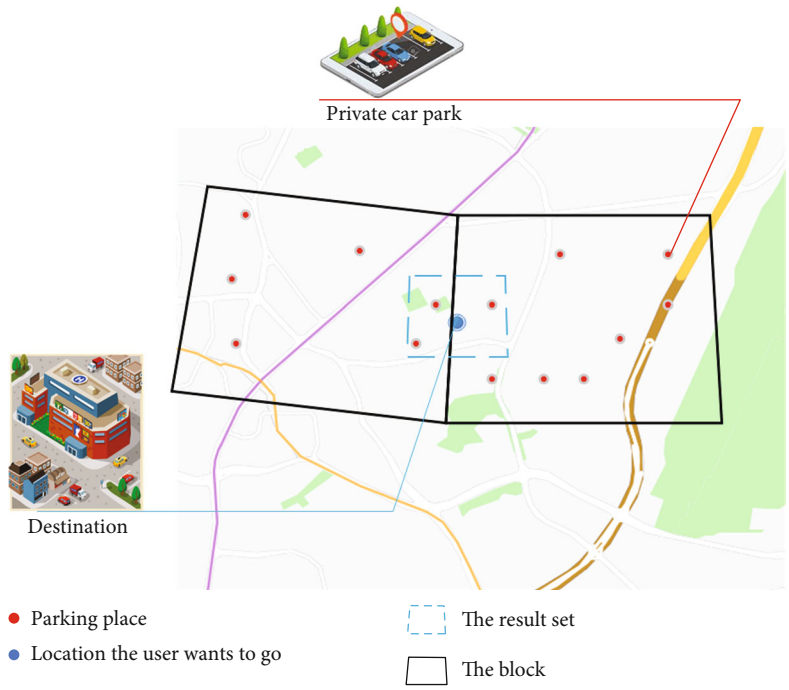 Private car park
Destination
Parking place
Location the user wants to go
The result set
The block